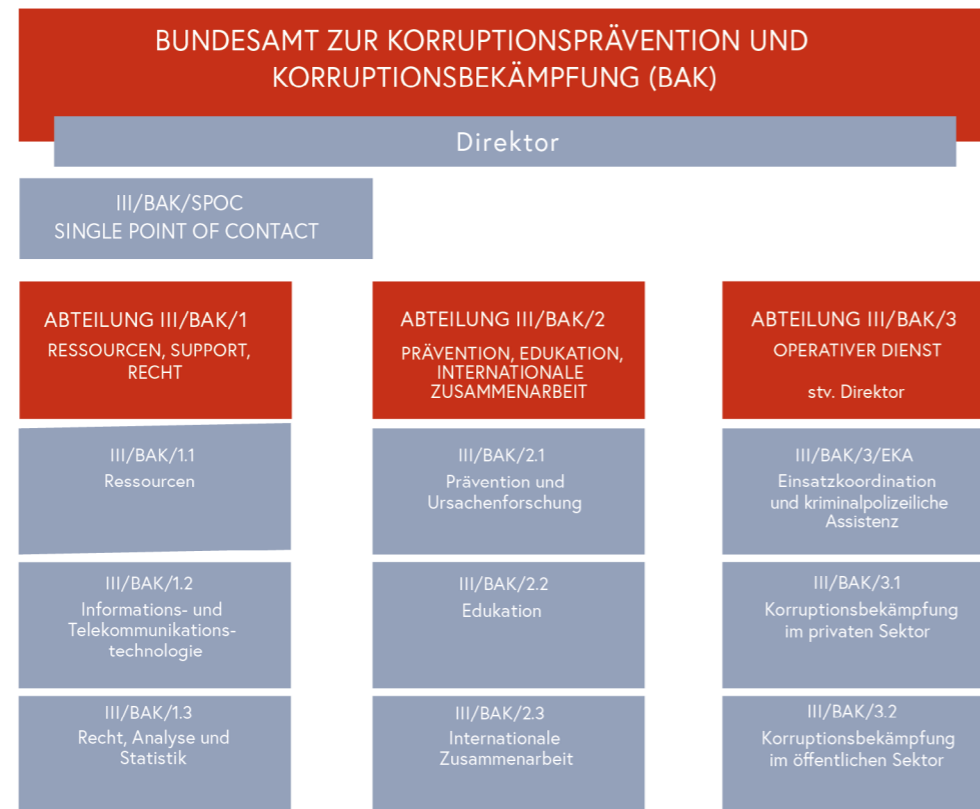 BUNDESAMT ZUR KORRUPTIONSPRÄVENTION UND
KORRUPTIONSBEKÄMPFUNG (BAK)
Direktor
III/BAK/SPOC
SINGLE POINT OF CONTACT
ABTEILUNG III/BAK/1
RESSOURCEN, SUPPORT,
RECHT
III/BAK/1.1
Ressourcen
III/BAK/1.2
Informations- und
Telekommunikations-
technologie
III/BAK/1.3
Recht, Analyse und
Statistik
ABTEILUNG III/BAK/2
PRÄVENTION, EDUKATION,
INTERNATIONALE
ZUSAMMENARBEIT
III/BAK/2.1
Prävention und
Ursachenforschung
III/BAK/2.2
Edukation
III/BAK/2.3
Internationale
Zusammenarbeit
ABTEILUNG III/BAK/3
OPERATIVER DIENST
stv. Direktor
III/BAK/3/EKA
Einsatzkoordination
und kriminalpolizeiliche
Assistenz
III/BAK/3.1
Korruptionsbekämpfung
im privaten Sektor
III/BAK/3.2
Korruptionsbekämpfung
im öffentlichen Sektor